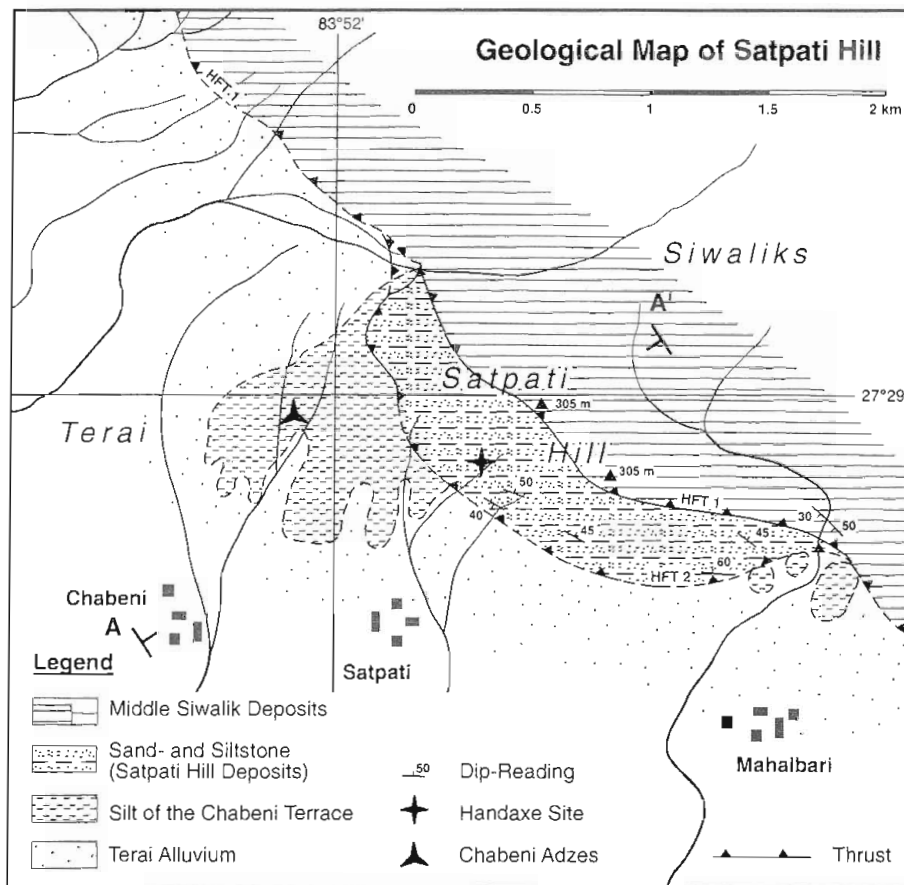 83°52'
Geological Map of Satpati Hill
0 0.5 1 1.5 2 km
HFT 1
Siwaliks
A'
Satpati
305 m
27°29
Terai
Hill
305 m
50
HFT 1
30
50
40
45
45
60
HFT 2
Chabeni
A
Satpati
Mahalbari
Legend
Middle Siwalik Deposits
Sand- and Siltstone
(Satpati Hill Deposits)
Silt of the Chabeni Terrace
Terai Alluvium
50 Dip-Reading
Handaxe Site
Chabeni Adzes
Thrust